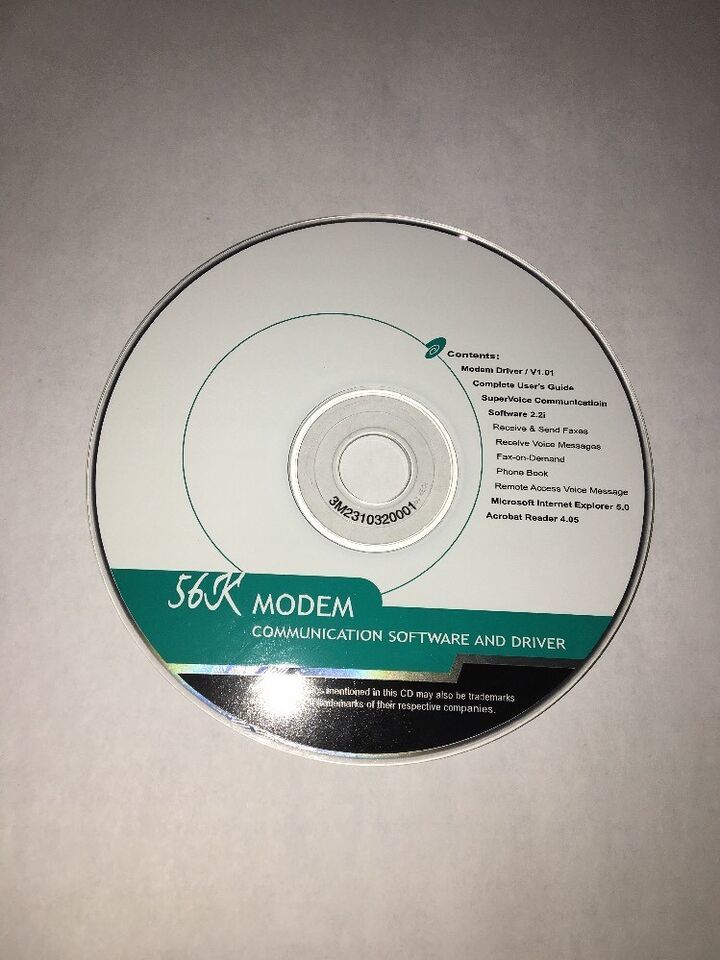 Contents:
Modem Driver / V1.01
Complete User's Guide
SuperVoice Communicatioin
Software 2.2i
Receive & Send Faxes
Receive Voice Messages
Fax-on-Demand
Phone Book
Remote Access Voice Message
Microsoft Internet Explorer 5.0
Acrobat Reader 4.05
3M2310320001
56K MODEM
COMMUNICATION SOFTWARE AND DRIVER
mentioned in this CD may also be trademarks
of their respective companies.